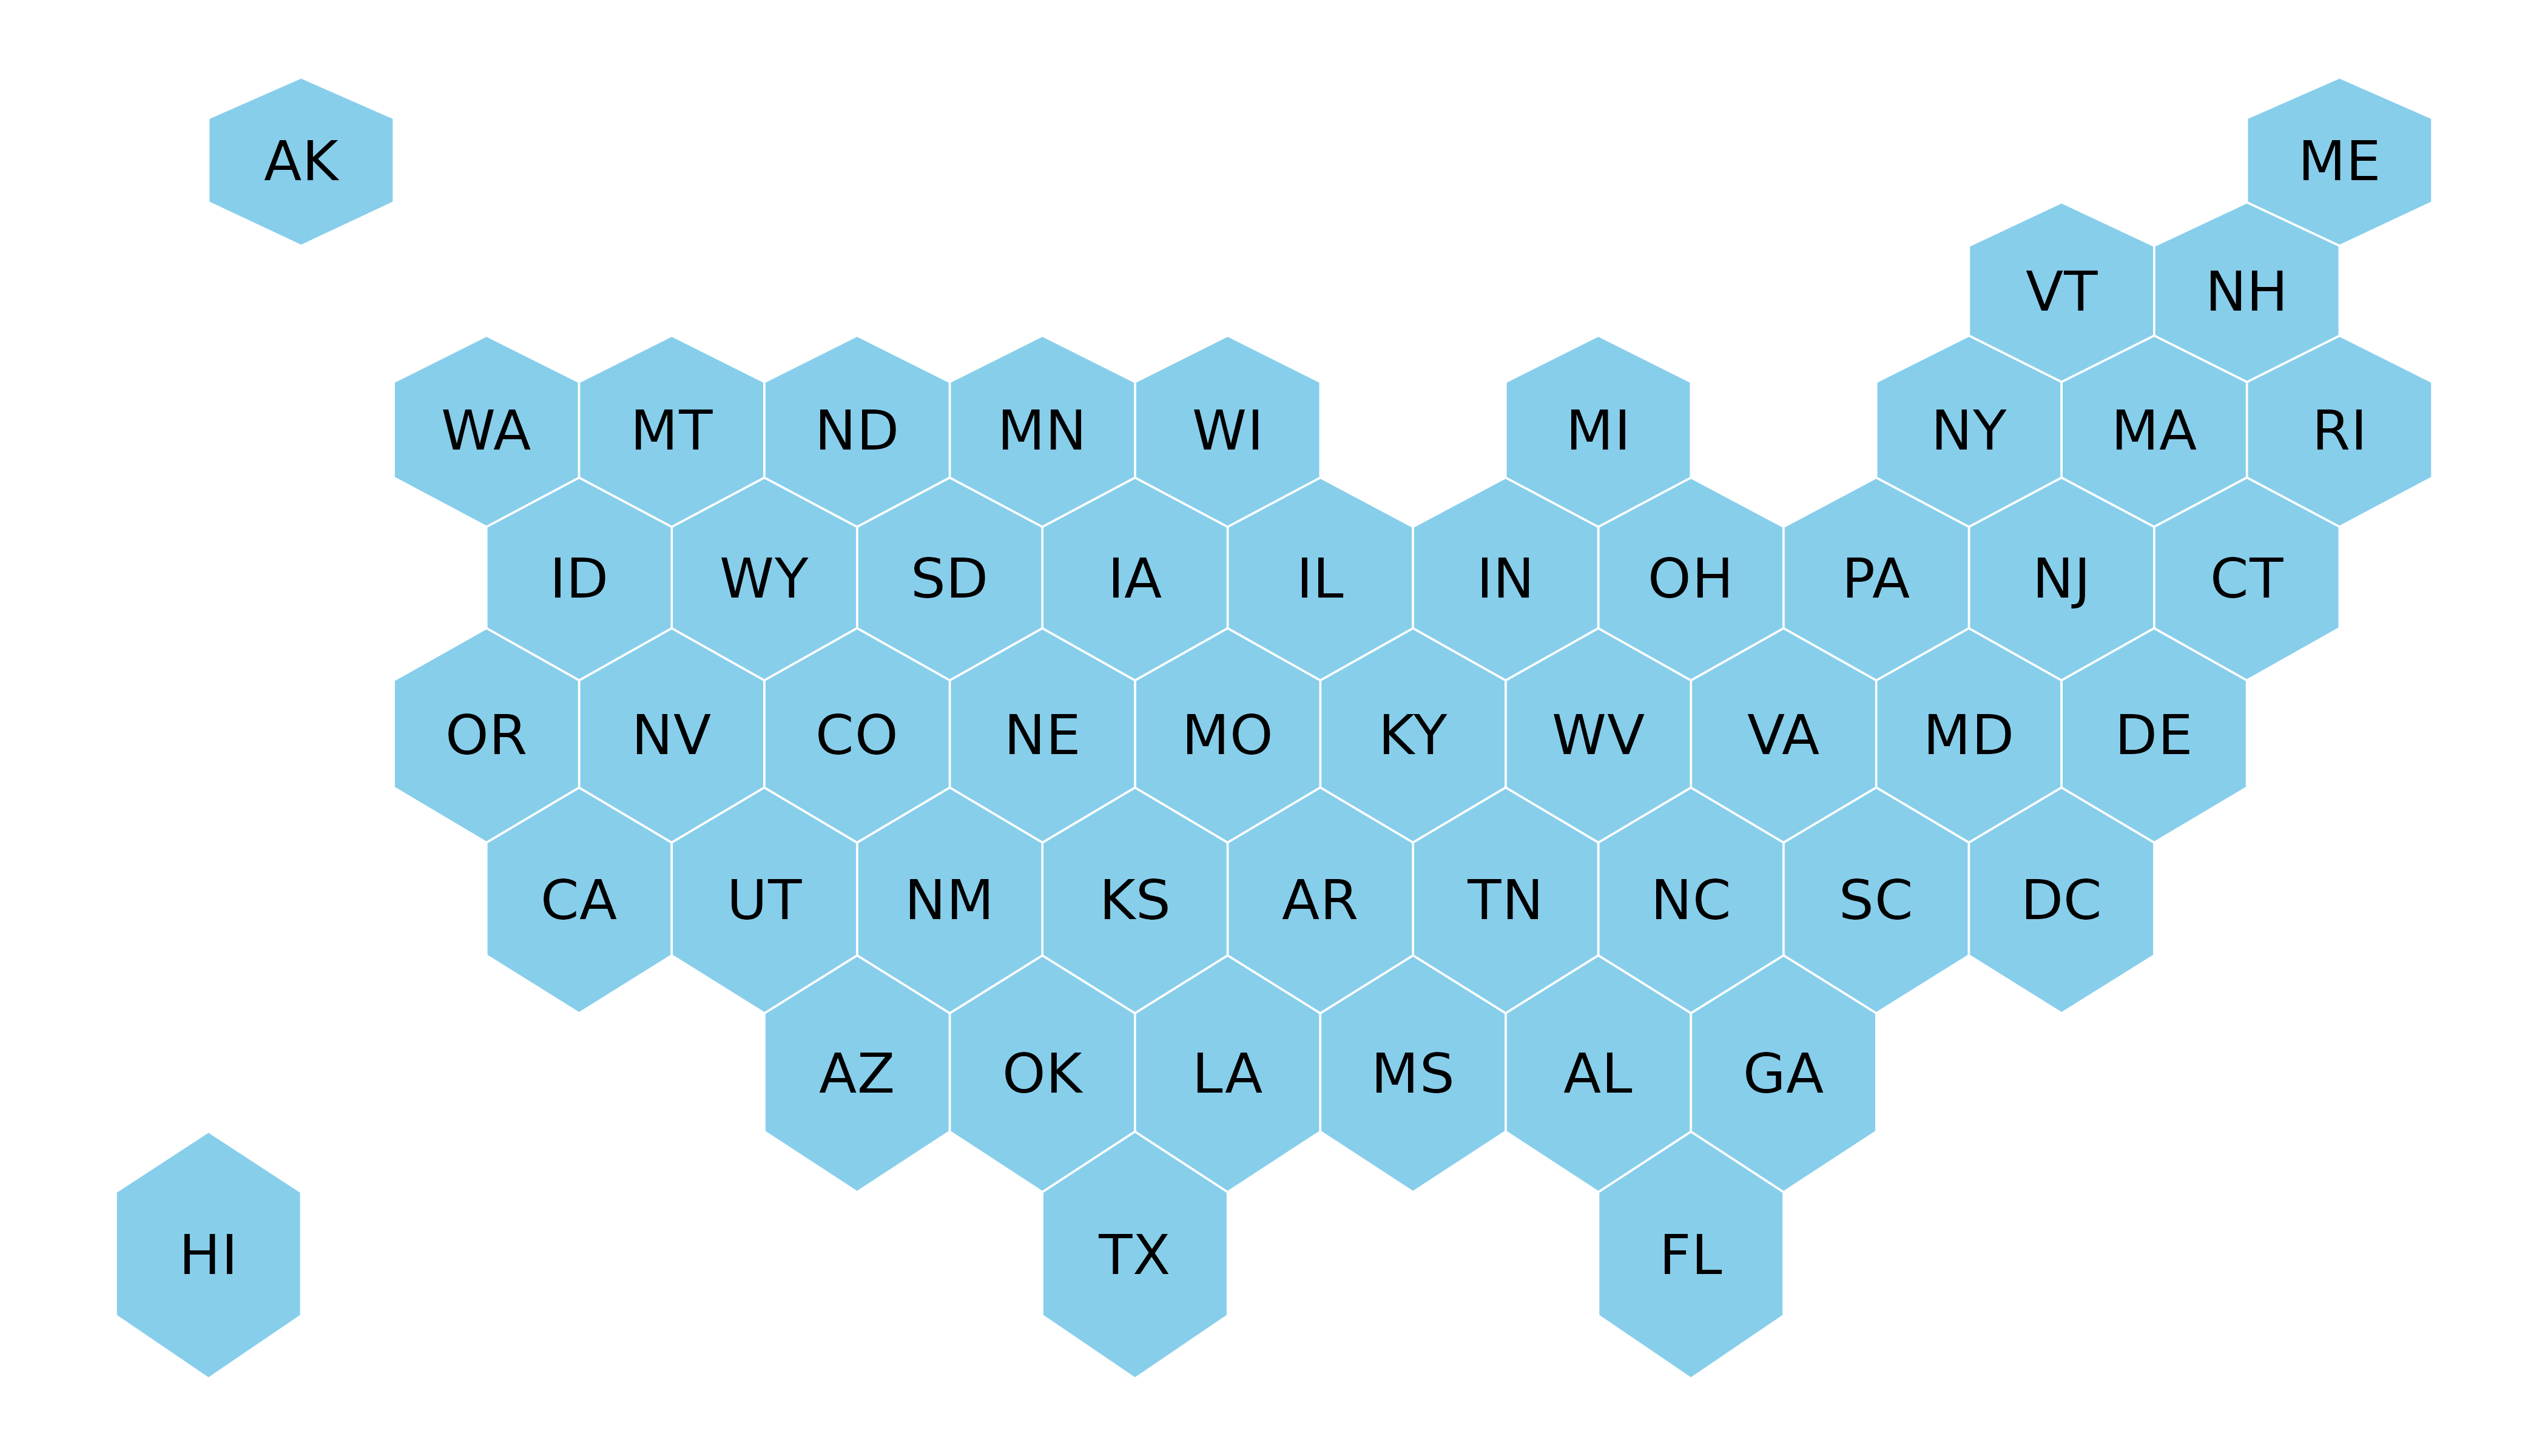 AK ME
VT NH
WA MT ND MN WI MI NY MA RI
ID WY SD IA IL IN OH PA NJ CT
OR NV CO NE MO KY WV VA MD DE
CA UT NM KS AR TN NC SC DC
AZ OK LA MS AL GA
HI TX FL